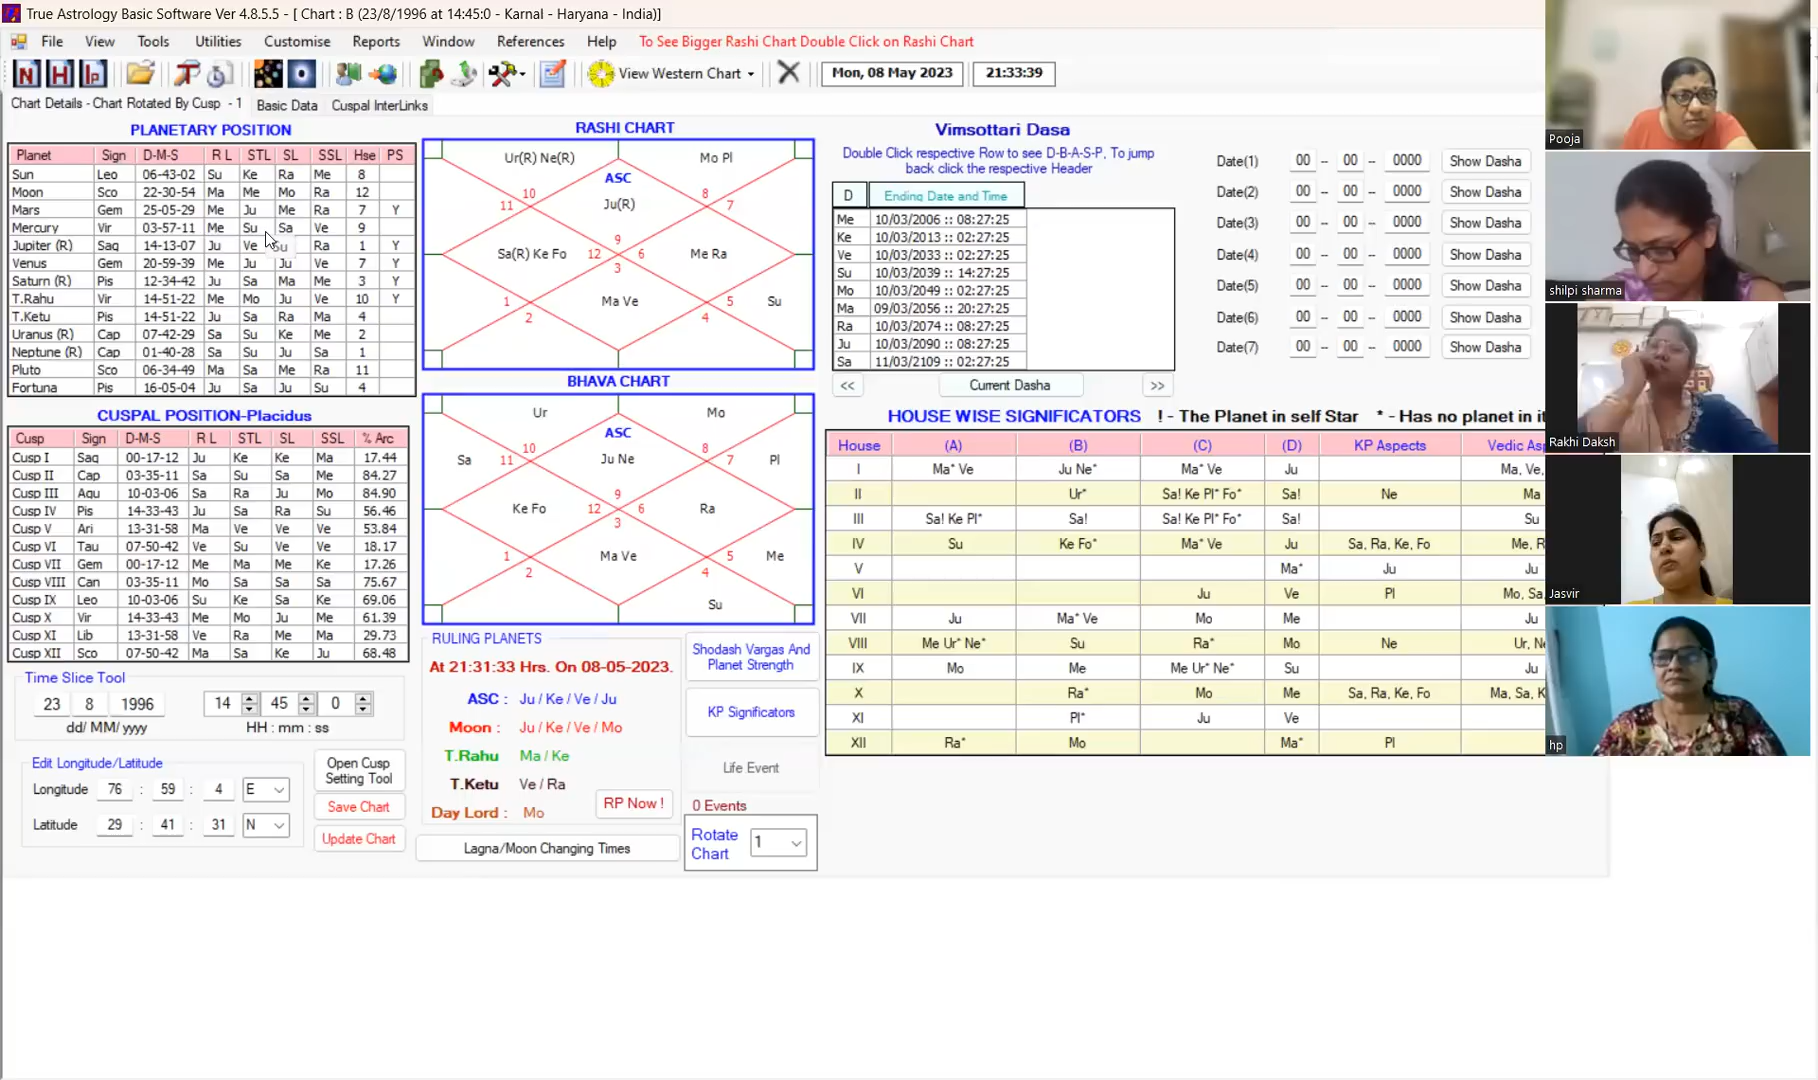 True Astrology Basic Software Ver 4.8.5.5 - [ Chart : B (23/8/1996 at 14:45:0 - Karnal - Haryana - India)]
File View Tools Utilities Customise Reports Window References Help To See Bigger Rashi Chart Double Click on Rashi Chart
N H Ip View Western Chart Mon, 08 May 2023 21:33:39
Chart Details - Chart Rotated By Cusp - 1 Basic Data Cuspal InterLinks
PLANETARY POSITION
Planet Sign D-M-S R L STL SL SSL Hse PS
Sun Leo 06-43-02 Su Ke Ra Me 8
Moon Sco 22-30-54 Ma Me Mo Ra 12
Mars Gem 25-05-29 Me Ju Me Ra 7 Y
Mercury Vir 03-57-11 Me Su Sa Ve 9
Jupiter (R) Sag 14-13-07 Ju Ve Su Ra 1 Y
Venus Gem 20-59-39 Me Ju Ju Ve 7 Y
Saturn (R) Pis 12-34-42 Ju Sa Ma Me 3 Y
T.Rahu Vir 14-51-22 Me Mo Ju Ve 10 Y
T.Ketu Pis 14-51-22 Ju Sa Ra Ma 4
Uranus (R) Cap 07-42-29 Sa Su Ke Me 2
Neptune (R) Cap 01-40-28 Sa Su Ju Sa 1
Pluto Sco 06-34-49 Ma Sa Me Ra 11
Fortuna Pis 16-05-04 Ju Sa Ju Su 4
CUSPAL POSITION-Placidus
Cusp Sign D-M-S R L STL SL SSL % Arc
Cusp I Sag 00-17-12 Ju Ke Ke Ma 17.44
Cusp II Cap 03-35-11 Sa Su Sa Me 84.27
Cusp III Aqu 10-03-06 Sa Ra Ju Mo 84.90
Cusp IV Pis 14-33-43 Ju Sa Ra Su 56.46
Cusp V Ari 13-31-58 Ma Ve Ve Ve 53.84
Cusp VI Tau 07-50-42 Ve Su Ve Ve 18.17
Cusp VII Gem 00-17-12 Me Ma Me Ke 17.26
Cusp VIII Can 03-35-11 Mo Sa Sa Sa 75.67
Cusp IX Leo 10-03-06 Su Ke Sa Ke 69.06
Cusp X Vir 14-33-43 Me Mo Ju Me 61.39
Cusp XI Lib 13-31-58 Ve Ra Me Ma 29.73
Cusp XII Sco 07-50-42 Ma Sa Ke Ju 68.48
Time Slice Tool
23 8 1996 14 45 0
dd/ MM/ yyyy HH : mm : ss
Edit Longitude/Latitude
Longitude 76 : 59 : 4 E
Latitude 29 : 41 : 31 N
Open Cusp Setting Tool
Save Chart
Update Chart
RASHI CHART
Ur(R) Ne(R) Mo Pl
ASC
10 8
11 Ju(R) 7
9
Sa(R) Ke Fo 12 6 Me Ra
3
1 Ma Ve 5 Su
2 4
BHAVA CHART
Ur Mo
ASC
10 8
Sa 11 Ju Ne 7 Pl
9
Ke Fo 12 6 Ra
3
1 Ma Ve 5 Me
2 4
Su
RULING PLANETS
At 21:31:33 Hrs. On 08-05-2023.
ASC : Ju / Ke / Ve / Ju
Moon : Ju / Ke / Ve / Mo
T.Rahu Ma / Ke
T.Ketu Ve / Ra
Day Lord : Mo
RP Now !
Lagna/Moon Changing Times
Shodash Vargas And Planet Strength
KP Significators
Life Event
0 Events
Rotate Chart 1
Vimsottari Dasa
Double Click respective Row to see D-B-A-S-P, To jump
back click the respective Header
D Ending Date and Time
Me 10/03/2006 :: 08:27:25
Ke 10/03/2013 :: 02:27:25
Ve 10/03/2033 :: 02:27:25
Su 10/03/2039 :: 14:27:25
Mo 10/03/2049 :: 02:27:25
Ma 09/03/2056 :: 20:27:25
Ra 10/03/2074 :: 08:27:25
Ju 10/03/2090 :: 08:27:25
Sa 11/03/2109 :: 02:27:25
<< Current Dasha >>
Date(1) 00 -- 00 -- 0000 Show Dasha
Date(2) 00 -- 00 -- 0000 Show Dasha
Date(3) 00 -- 00 -- 0000 Show Dasha
Date(4) 00 -- 00 -- 0000 Show Dasha
Date(5) 00 -- 00 -- 0000 Show Dasha
Date(6) 00 -- 00 -- 0000 Show Dasha
Date(7) 00 -- 00 -- 0000 Show Dasha
HOUSE WISE SIGNIFICATORS ! - The Planet in self Star * - Has no planet in it
House (A) (B) (C) (D) KP Aspects Vedic As
I Ma* Ve Ju Ne* Ma* Ve Ju Ma, Ve,
II Ur* Sa! Ke Pl* Fo* Sa! Ne Ma
III Sa! Ke Pl* Sa! Sa! Ke Pl* Fo* Sa! Su
IV Su Ke Fo* Ma* Ve Ju Sa, Ra, Ke, Fo Me, R
V Ma* Ju Ju
VI Ju Ve Pl Mo, Sa
VII Ju Ma* Ve Mo Me Ju
VIII Me Ur* Ne* Su Ra* Mo Ne Ur, Ne
IX Mo Me Me Ur* Ne* Su Ju
X Ra* Mo Me Sa, Ra, Ke, Fo Ma, Sa, K
XI Pl* Ju Ve
XII Ra* Mo Ma* Pl
Pooja
shilpi sharma
Rakhi Daksh
Jasvir
hp